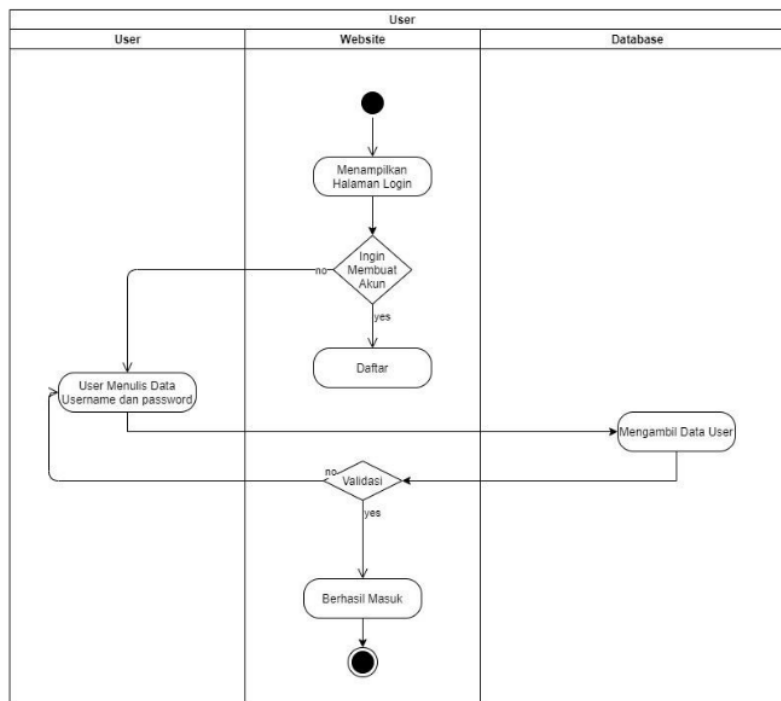 User
User
Website
Database
Menampilkan
Halaman Login
Ingin
Membuat
Akun
no
yes
Daftar
User Menulis Data
Username dan password
Mengambil Data User
no
Validasi
yes
Berhasil Masuk